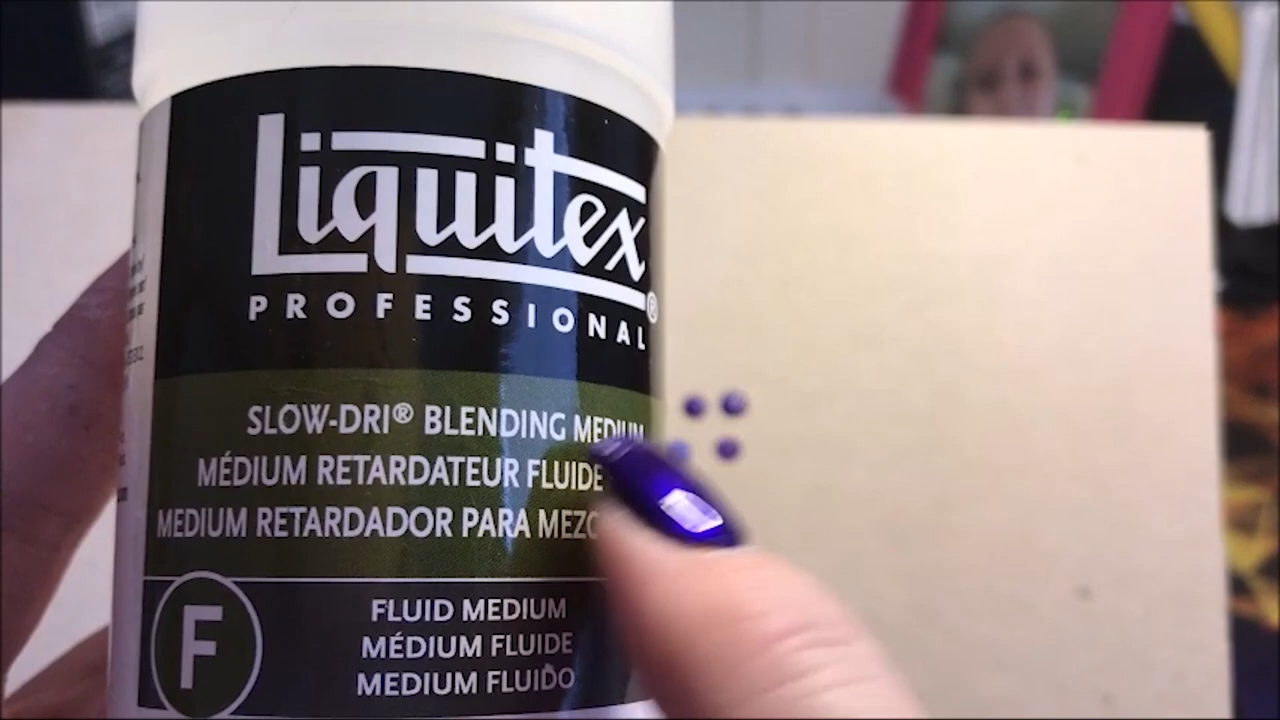 Liquitex®
PROFESSIONAL
SLOW-DRI® BLENDING MEDIUM
MÉDIUM RETARDATEUR FLUIDE
MEDIUM RETARDADOR PARA
F
FLUID MEDIUM
MÉDIUM FLUIDE
MEDIUM FLUIDO